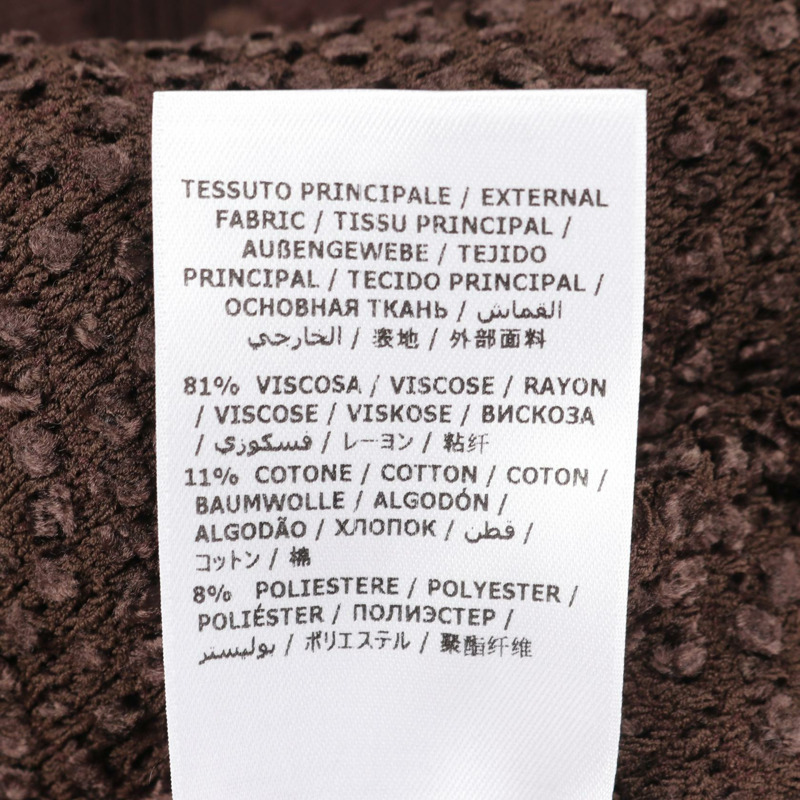 TESSUTO PRINCIPALE / EXTERNAL
FABRIC / TISSU PRINCIPAL /
AUßENGEWEBE / TEJIDO
PRINCIPAL / TECIDO PRINCIPAL /
ОСНОВНАЯ ТКАНЬ / القماش
الخارجي / 表地 / 外部面料
81% VISCOSA / VISCOSE / RAYON
/ VISCOSE / VISKOSE / ВИСКОЗА
/ فسكوزي / レーヨン / 粘纤
11% COTONE / COTTON / COTON /
BAUMWOLLE / ALGODÓN /
ALGODÃO / ХЛОПОК / قطن /
コットン / 棉
8% POLIESTERE / POLYESTER /
POLIÉSTER / ПОЛИЭСТЕР /
بوليستر / ポリエステル / 聚酯纤维